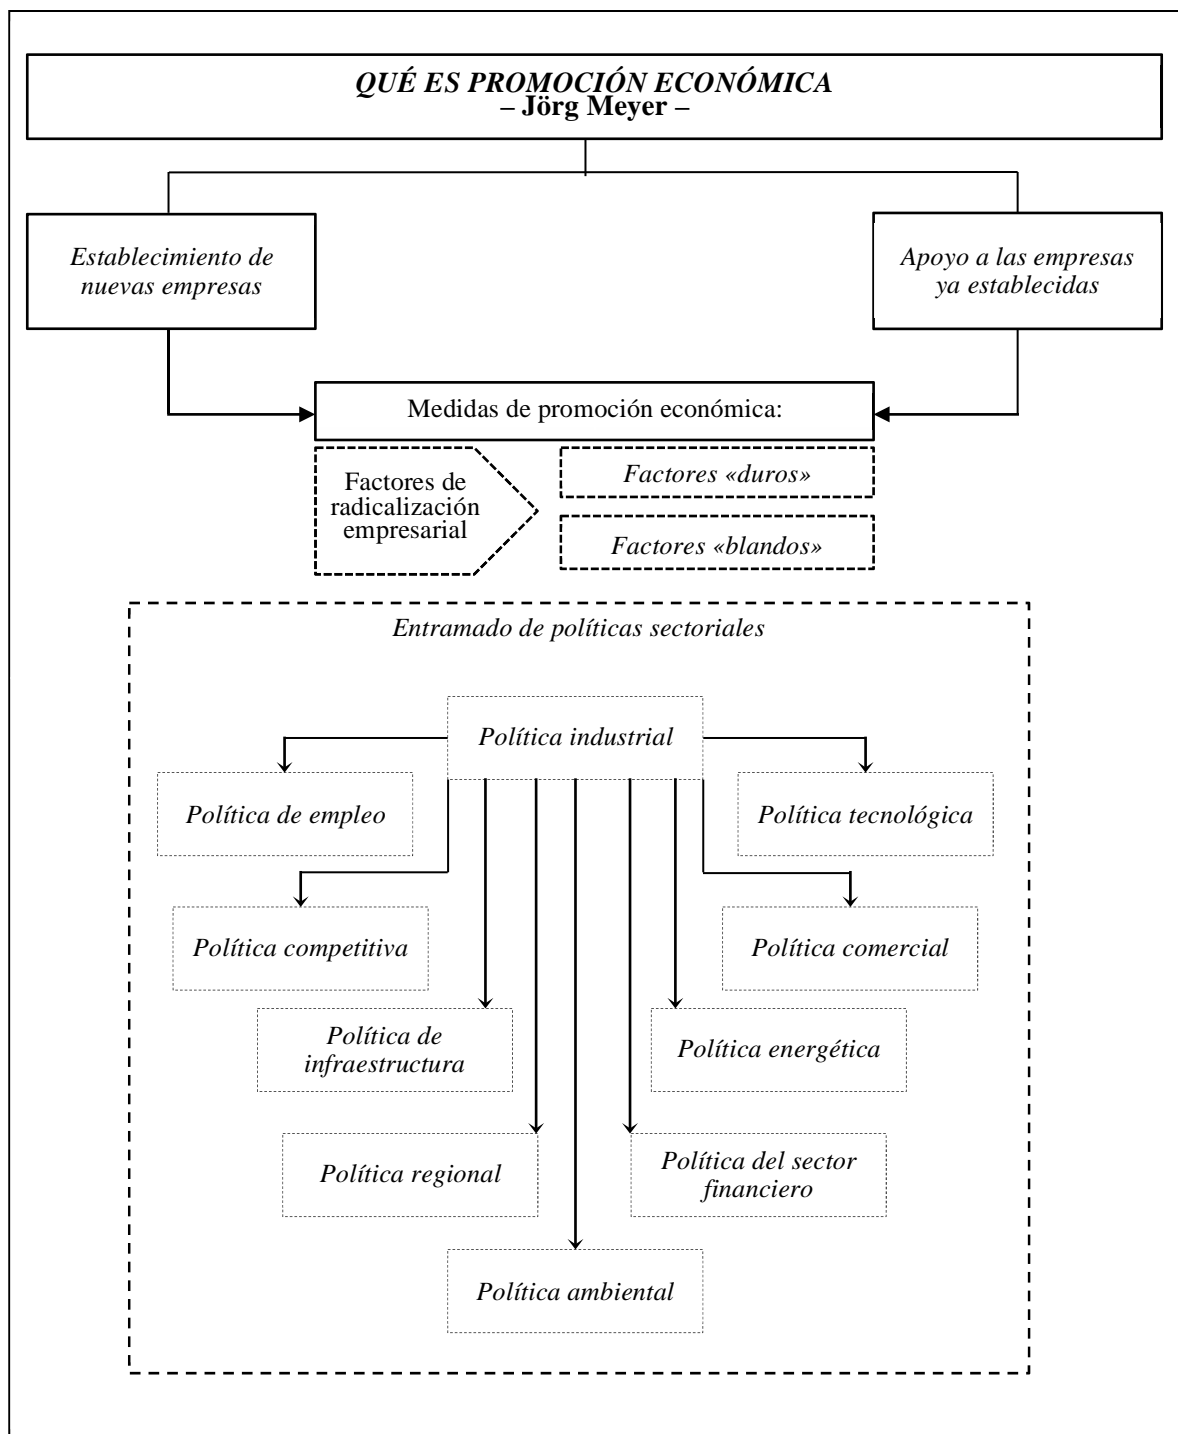 QUÉ ES PROMOCIÓN ECONÓMICA
– Jörg Meyer –
Establecimiento de
nuevas empresas
Apoyo a las empresas
ya establecidas
Medidas de promoción económica:
Factores de
radicalización
empresarial
Factores «duros»
Factores «blandos»
Entramado de políticas sectoriales
Política industrial
Política de empleo
Política tecnológica
Política competitiva
Política comercial
Política de
infraestructura
Política energética
Política regional
Política del sector
financiero
Política ambiental